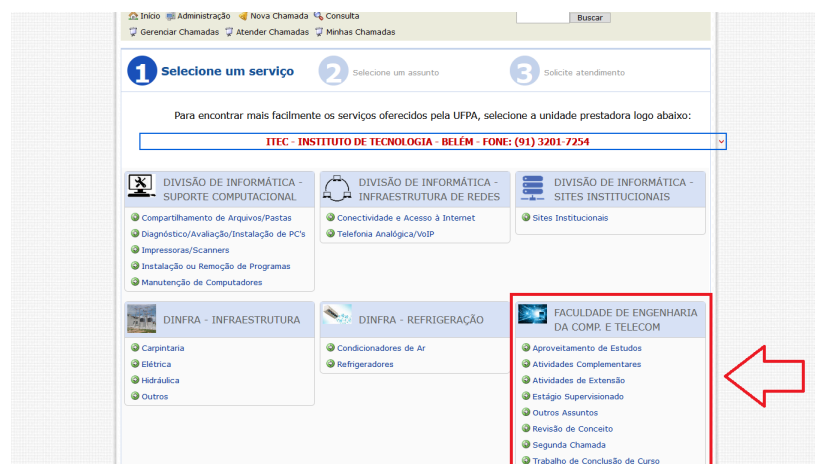 Início Administração Nova Chamada Consulta
Buscar
Gerenciar Chamadas Atender Chamadas Minhas Chamadas
1 Selecione um serviço
2 Selecione um assunto
3 Solicite atendimento
Para encontrar mais facilmente os serviços oferecidos pela UFPA, selecione a unidade prestadora logo abaixo:
ITEC - INSTITUTO DE TECNOLOGIA - BELÉM - FONE: (91) 3201-7254
DIVISÃO DE INFORMÁTICA -
SUPORTE COMPUTACIONAL
Compartilhamento de Arquivos/Pastas
Diagnóstico/Avaliação/Instalação de PC's
Impressoras/Scanners
Instalação ou Remoção de Programas
Manutenção de Computadores
DIVISÃO DE INFORMÁTICA -
INFRAESTRUTURA DE REDES
Conectividade e Acesso à Internet
Telefonia Analógica/VoIP
DIVISÃO DE INFORMÁTICA -
SITES INSTITUCIONAIS
Sites Institucionais
DINFRA - INFRAESTRUTURA
Carpintaria
Elétrica
Hidráulica
Outros
DINFRA - REFRIGERAÇÃO
Condicionadores de Ar
Refrigeradores
FACULDADE DE ENGENHARIA
DA COMP. E TELECOM
Aproveitamento de Estudos
Atividades Complementares
Atividades de Extensão
Estágio Supervisionado
Outros Assuntos
Revisão de Conceito
Segunda Chamada
Trabalho de Conclusão de Curso